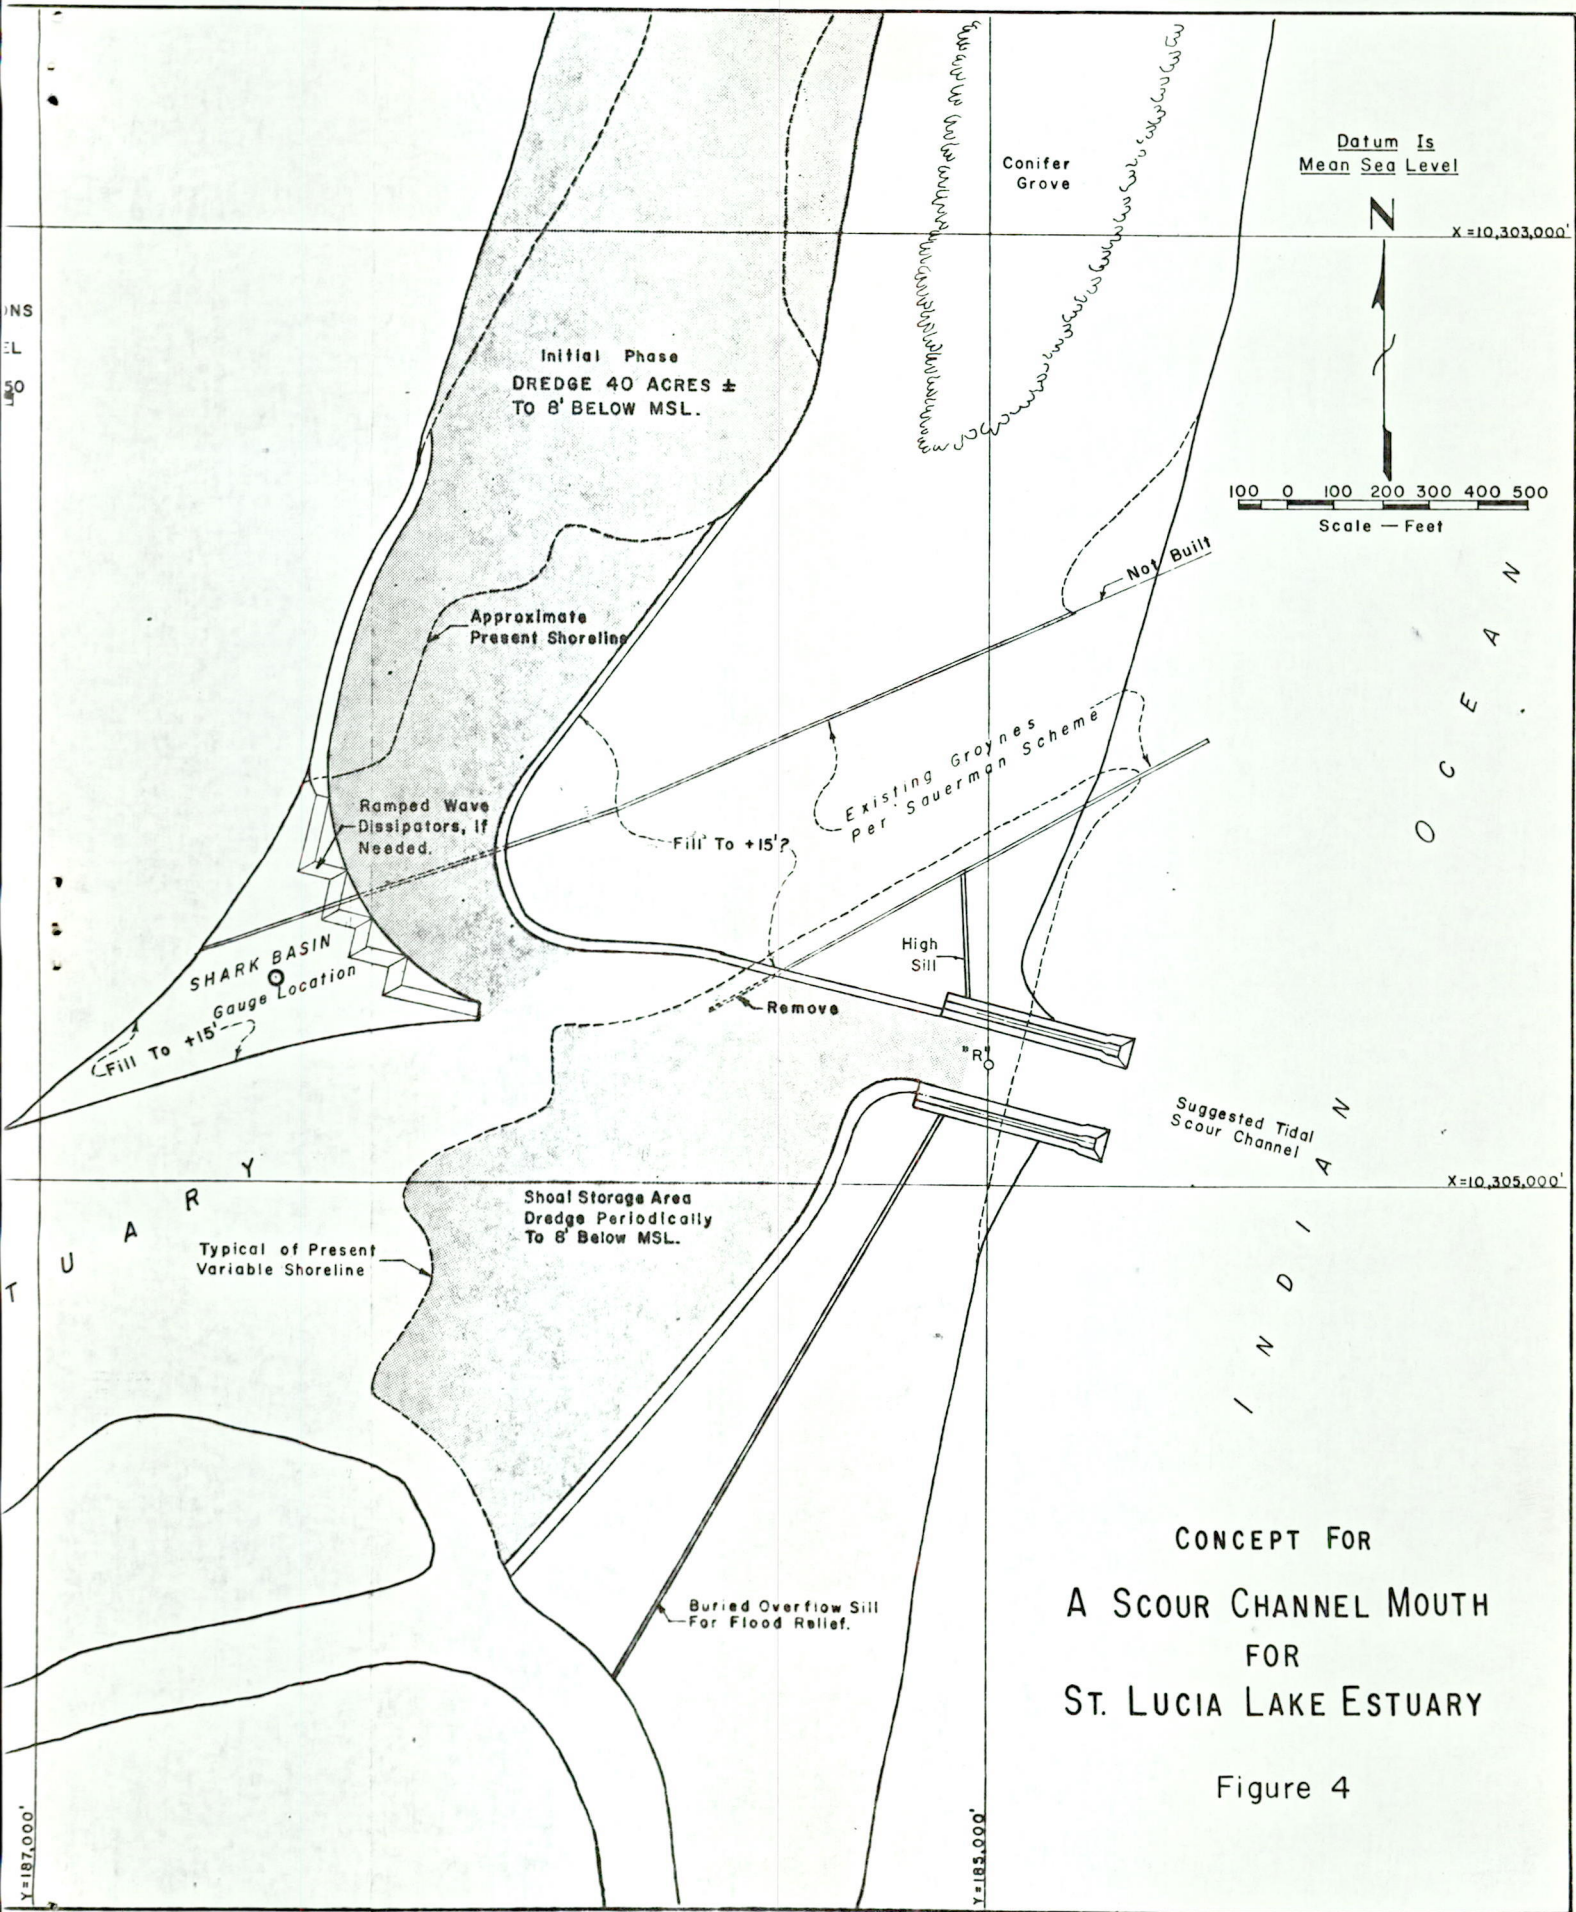 Conifer
Grove
Datum Is
Mean Sea Level
N
X=10,303,000'
100 0 100 200 300 400 500
Scale — Feet
ONS
EL
50
Initial Phase
DREDGE 40 ACRES ±
TO 8' BELOW MSL.
Not Built
Approximate
Present Shoreline
Existing Groynes
per Sauerman Scheme
Ramped Wave
Dissipators, If
Needed.
Fill To +15'?
High
Sill
SHARK BASIN
Gauge Location
Fill To +15'
Remove
"R"
Suggested Tidal
Scour Channel
X=10,305,000'
INDIAN OCEAN
TUARY
Shoal Storage Area
Dredge Periodically
To 8' Below MSL.
Typical of Present
Variable Shoreline
Buried Overflow Sill
For Flood Relief.
CONCEPT FOR
A SCOUR CHANNEL MOUTH
FOR
ST. LUCIA LAKE ESTUARY
Figure 4
Y=187,000'
Y=185,000'